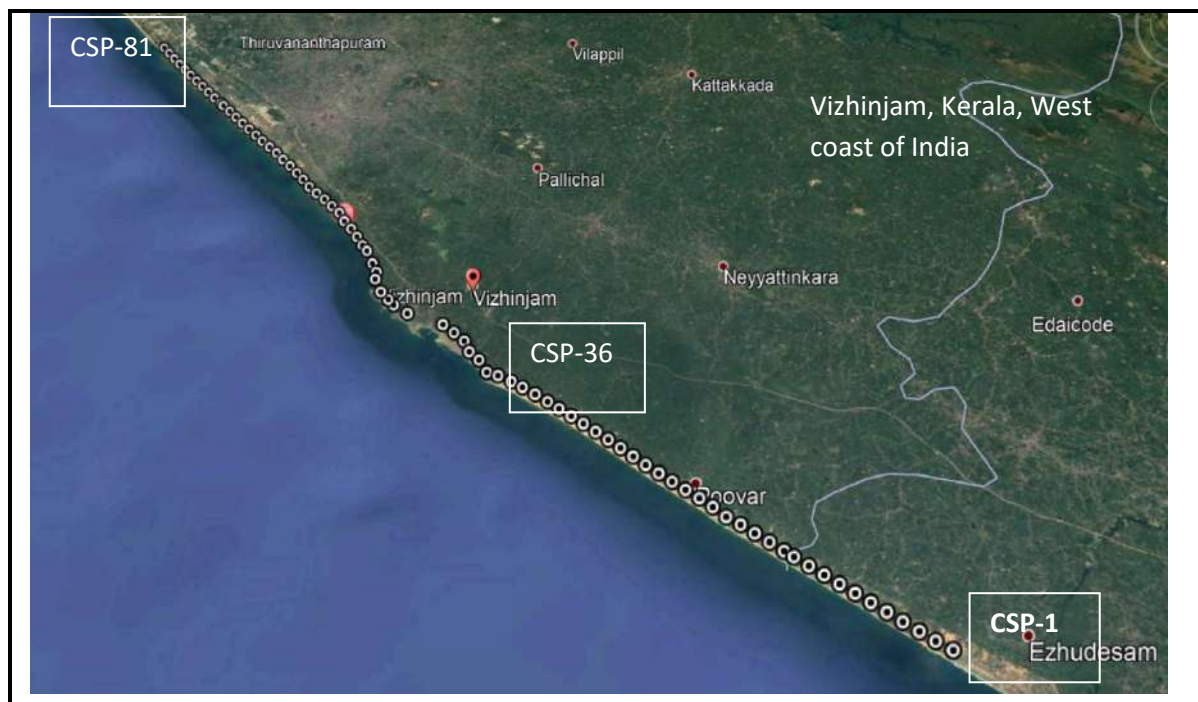 CSP-81
Thiruvananthapuram
Vilappil
Kattakkada
Vizhinjam, Kerala, West
coast of India
Pallichal
Neyyattinkara
Vizhinjam
Vizhinjam
Edaicode
CSP-36
Poovar
CSP-1
Ezhudesam